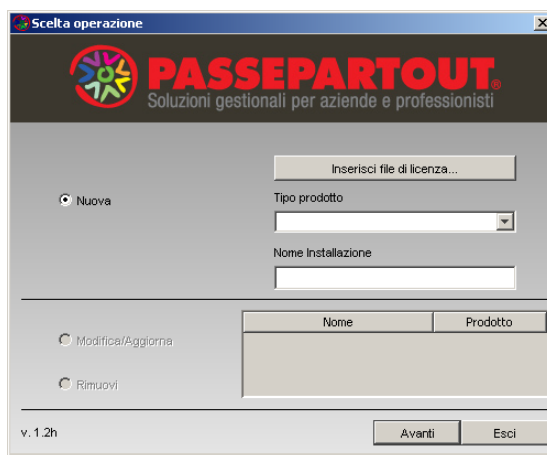 Scelta operazione
PASSEPARTOUT®
Soluzioni gestionali per aziende e professionisti
Inserisci file di licenza...
Nuova
Tipo prodotto
Nome Installazione
Nome Prodotto
Modifica/Aggiorna
Rimuovi
v. 1.2h
Avanti Esci